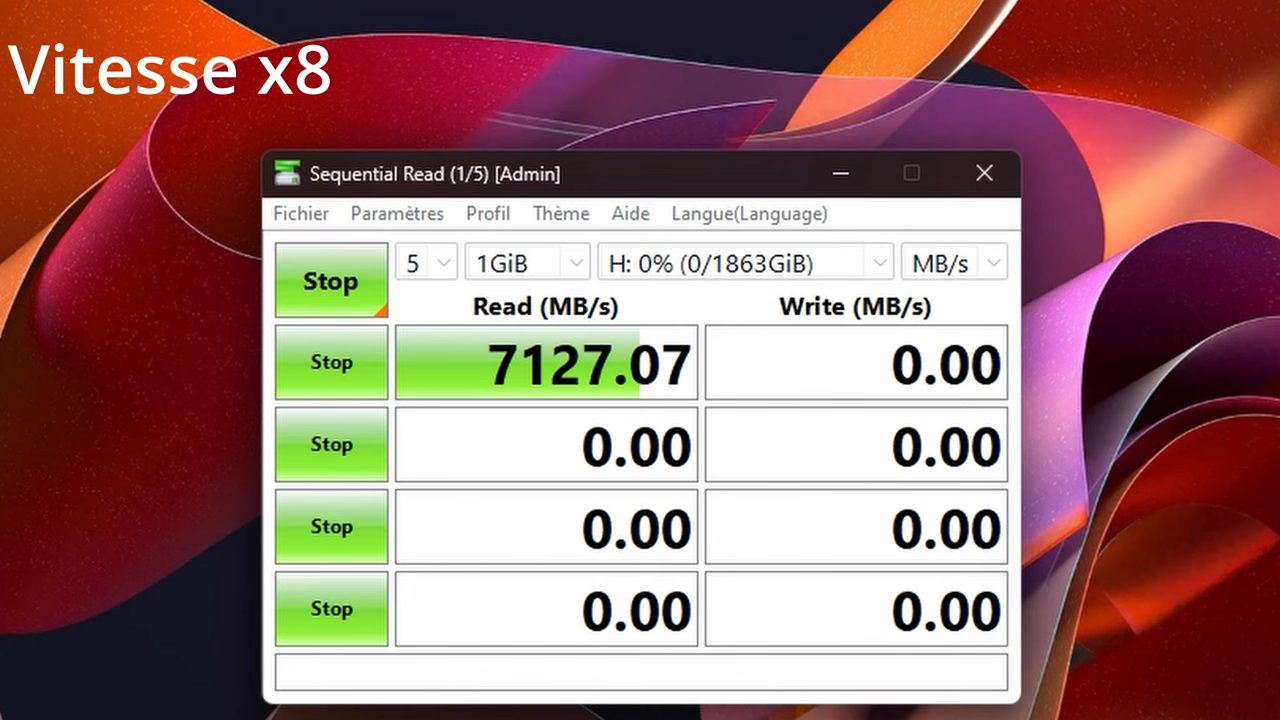 Vitesse x8
Sequential Read (1/5) [Admin]
Fichier Paramètres Profil Thème Aide Langue(Language)
Stop 5 1GiB H: 0% (0/1863GiB) MB/s
Read (MB/s) Write (MB/s)
Stop 7127.07 0.00
Stop 0.00 0.00
Stop 0.00 0.00
Stop 0.00 0.00